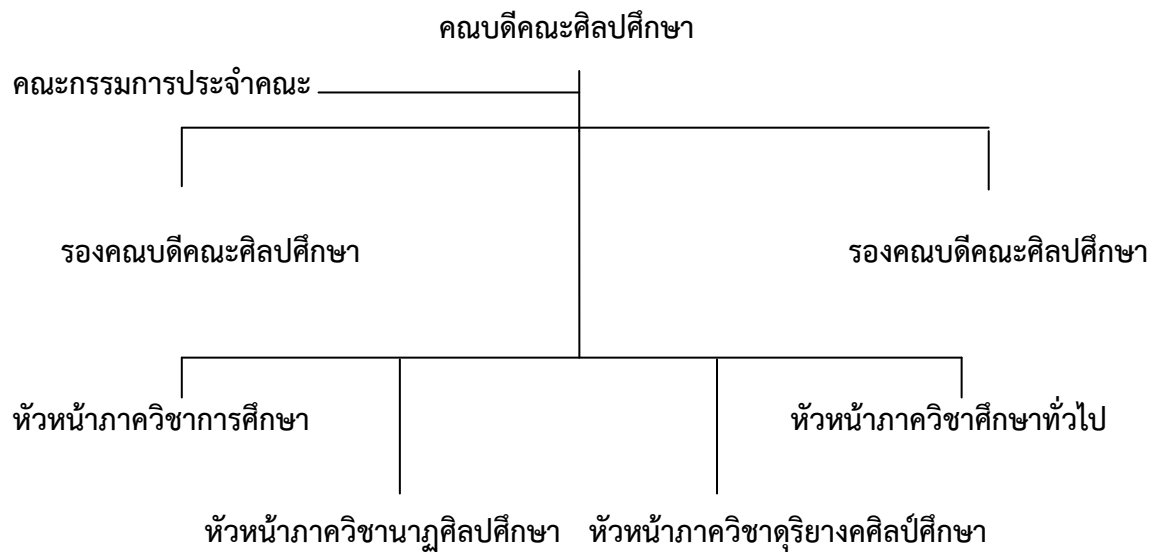 คณบดีคณะศิลปศึกษา
คณะกรรมการประจำคณะ
รองคณบดีคณะศิลปศึกษา รองคณบดีคณะศิลปศึกษา
หัวหน้าภาควิชาการศึกษา หัวหน้าภาควิชาศึกษาทั่วไป
หัวหน้าภาควิชานาฏศิลปศึกษา หัวหน้าภาควิชาดุริยางคศิลป์ศึกษา